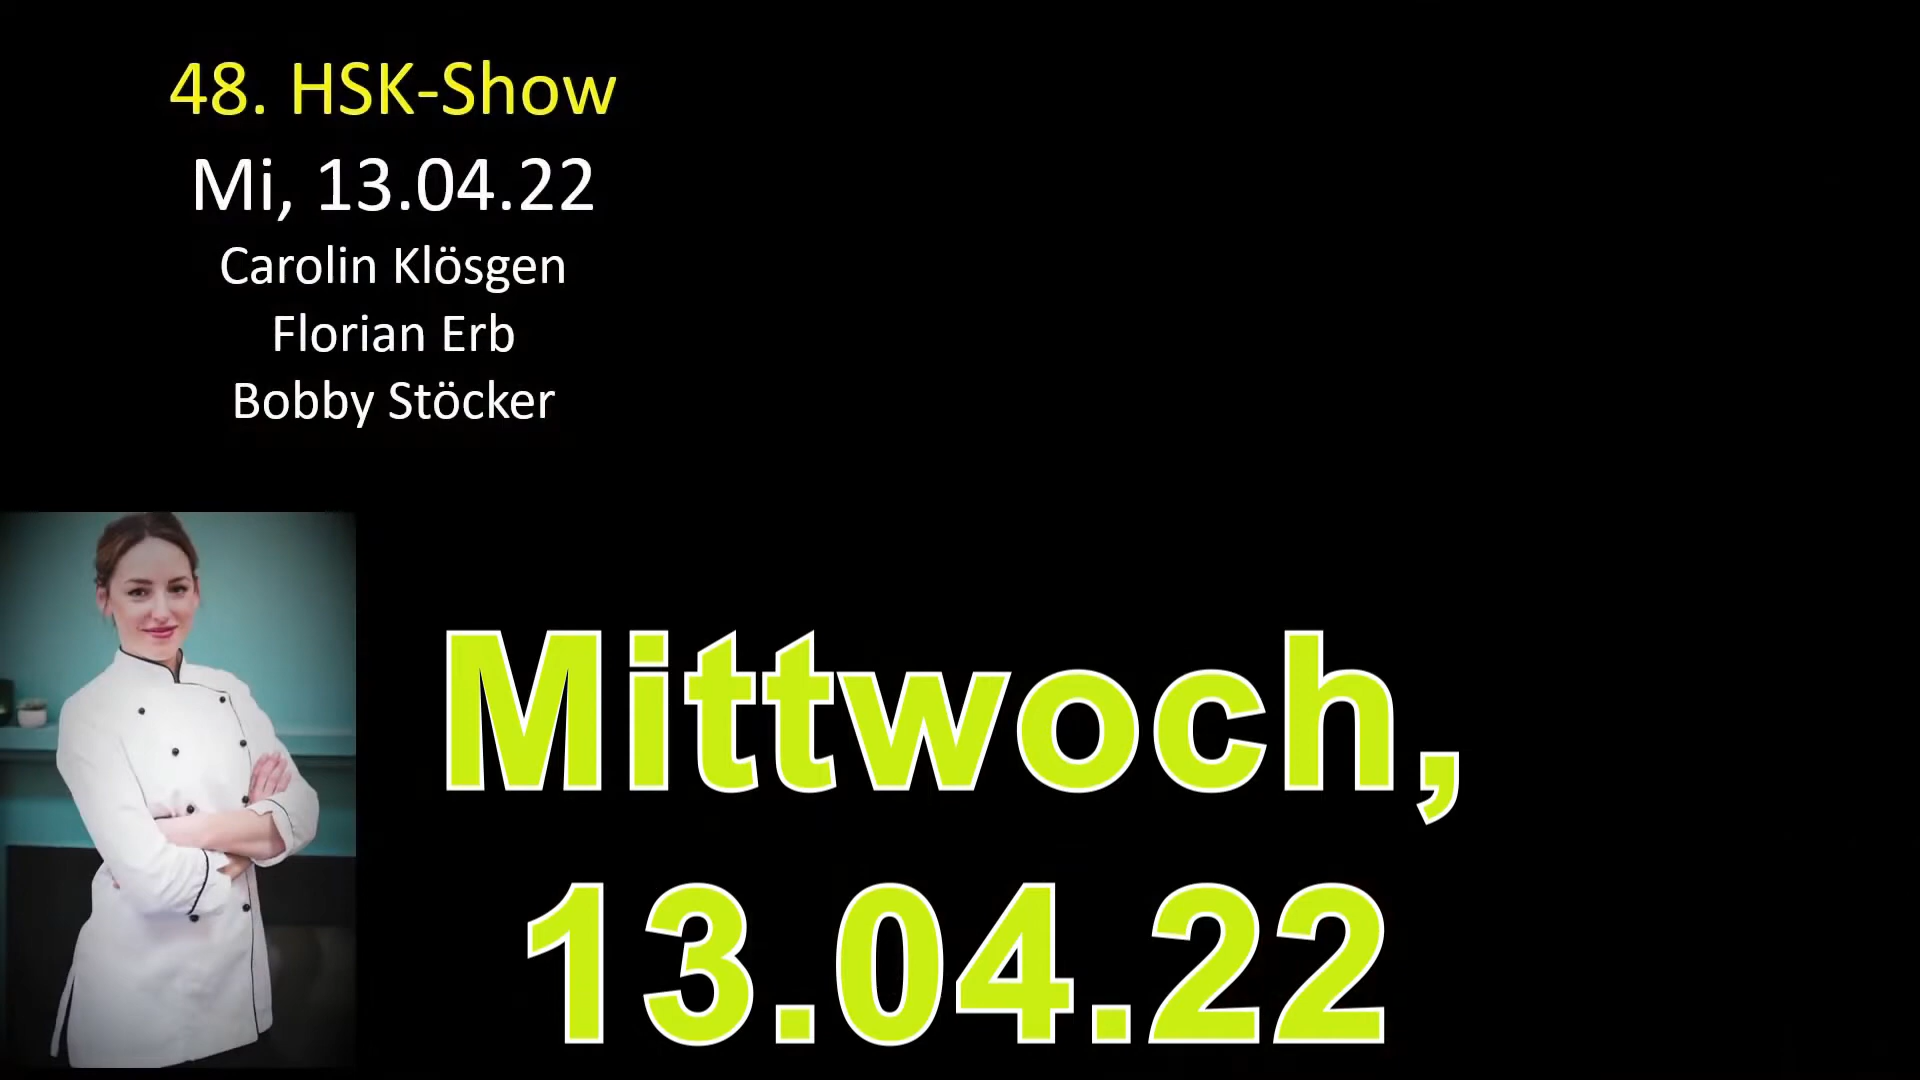 48. HSK-Show
Mi, 13.04.22
Carolin Klösgen
Florian Erb
Bobby Stöcker
Mittwoch,
13.04.22